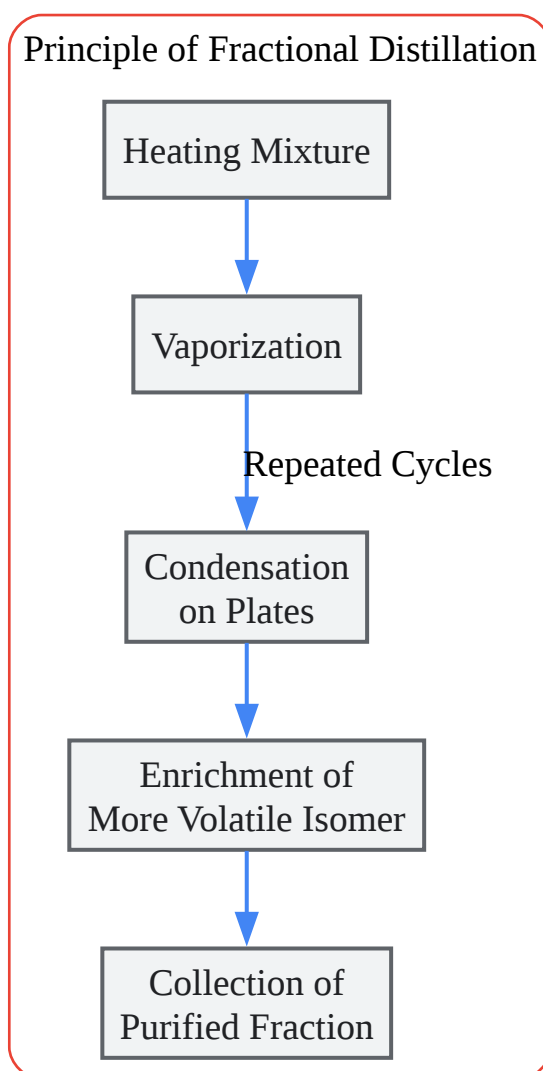 Principle of Fractional Distillation
Heating Mixture
Vaporization
Repeated Cycles
Condensation
on Plates
Enrichment of
More Volatile Isomer
Collection of
Purified Fraction